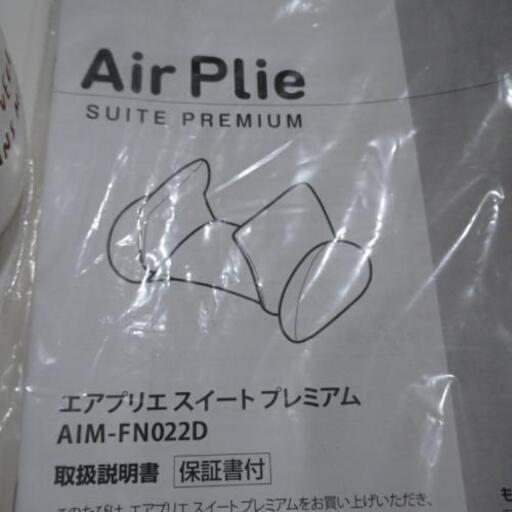 Air Plie
SUITE PREMIUM
エアプリエ スイート プレミアム
AIM-FN022D
取扱説明書 保証書付
このたびは、エアプリエ スイートプレミアムをお買い上げいただき、
も